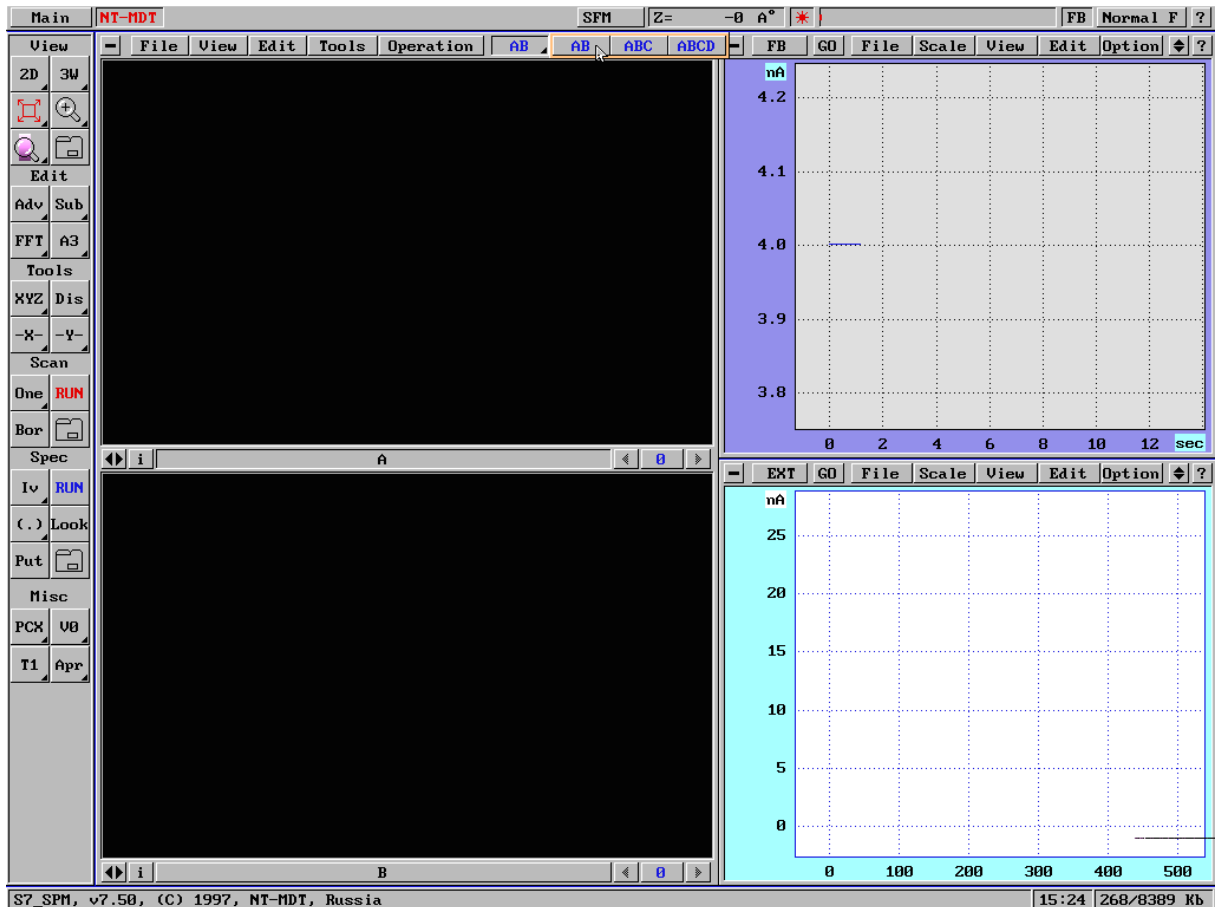 Main NT-MDT SFM Z= -0 A° FB Normal F ?
View
File View Edit Tools Operation AB AB ABC ABCD
FB GO File Scale View Edit Option ?
2D 3W
Edit
Adv Sub
FFT A3
Tools
XYZ Dis
-X- -Y-
Scan
One RUN
Bor
Spec
Iv RUN
(.) Look
Put
Misc
PCX V0
T1 Apr
i A 0
i B 0
nA
4.2
4.1
4.0
3.9
3.8
0 2 4 6 8 10 12 sec
EXT GO File Scale View Edit Option ?
nA
25
20
15
10
5
0
0 100 200 300 400 500
S7_SPM, v7.50, (C) 1997, NT-MDT, Russia 15:24 268/8389 Kb